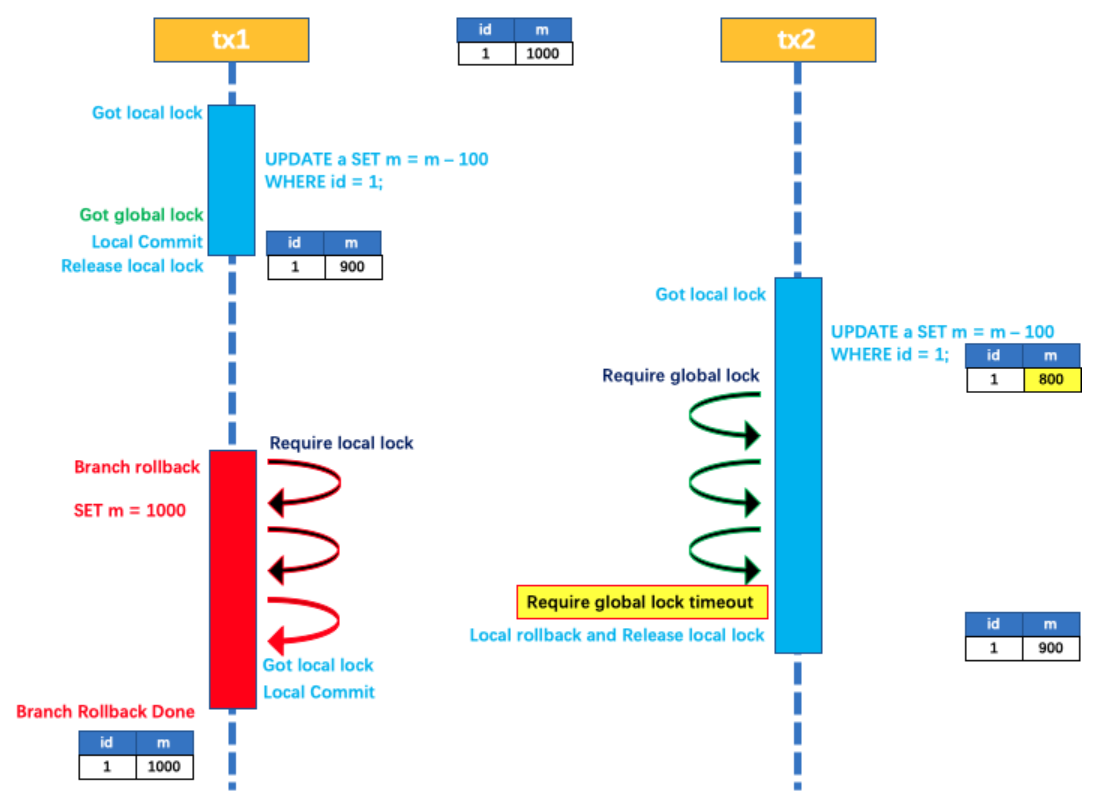 tx1
id m
1 1000
tx2
Got local lock
UPDATE a SET m = m – 100
WHERE id = 1;
Got global lock
Local Commit
Release local lock
id m
1 900
Got local lock
UPDATE a SET m = m – 100
WHERE id = 1;
id m
1 800
Require global lock
Require local lock
Branch rollback
SET m = 1000
Require global lock timeout
Local rollback and Release local lock
id m
1 900
Got local lock
Local Commit
Branch Rollback Done
id m
1 1000